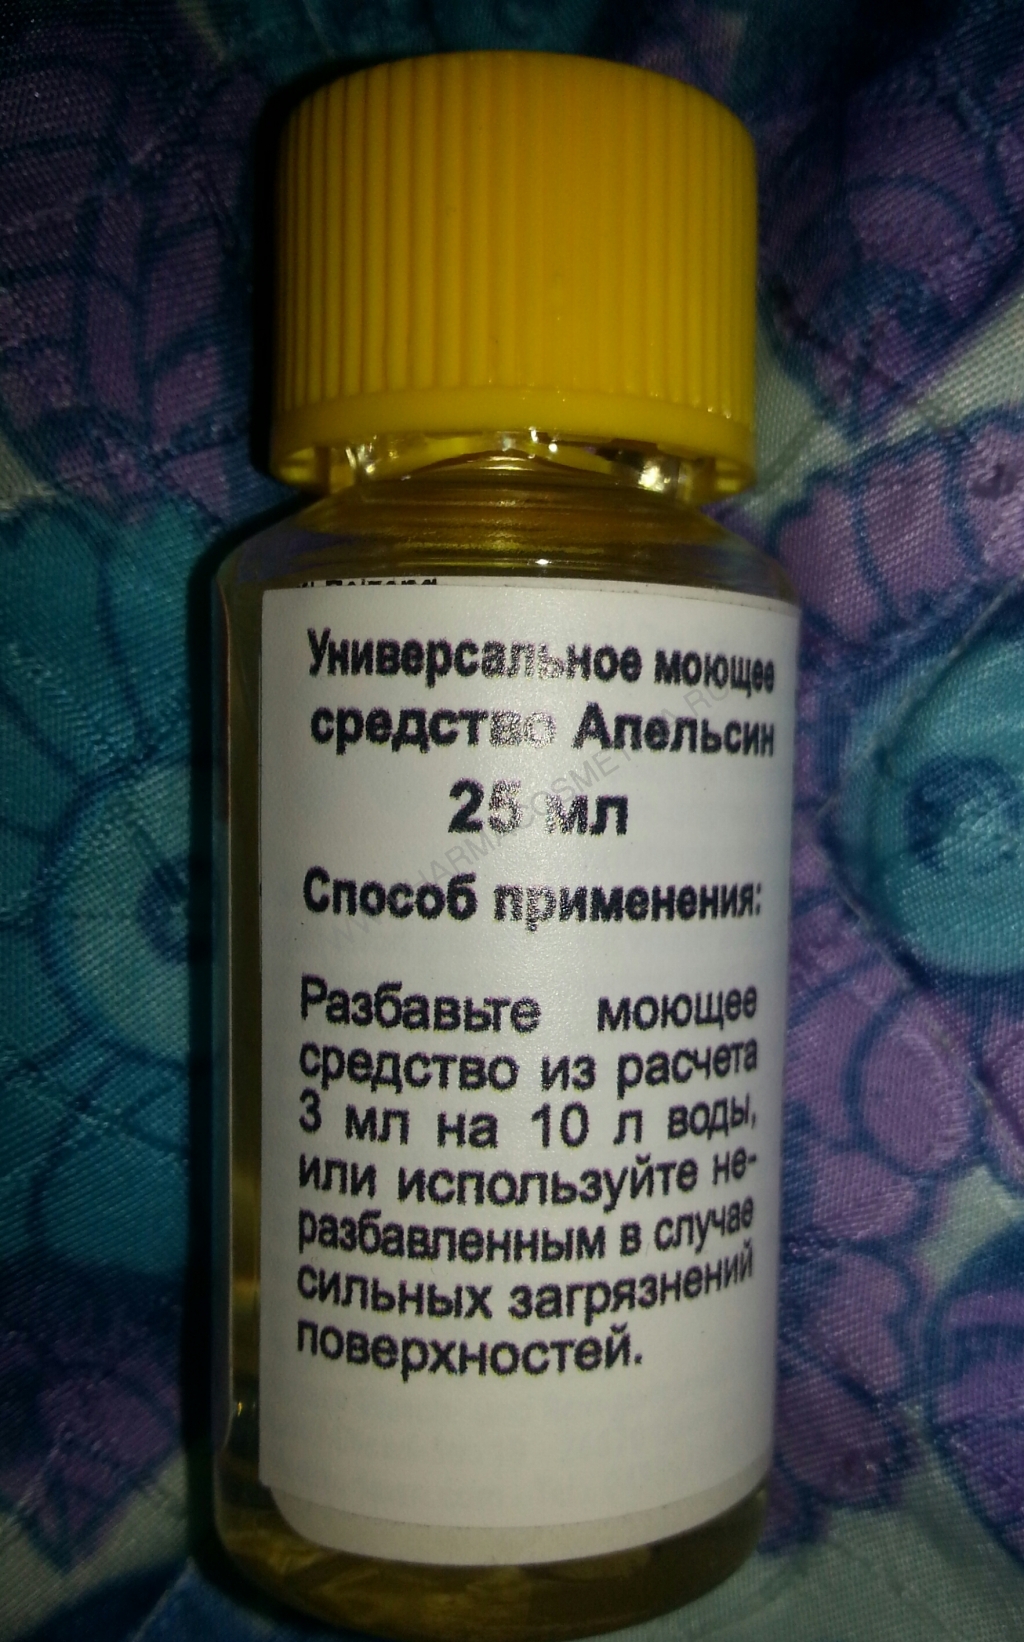 Универсальное моющее
средство Апельсин
25 мл
Способ применения:
Разбавьте моющее
средство из расчета
3 мл на 10 л воды,
или используйте не-
разбавленным в случае
сильных загрязнений
поверхностей.